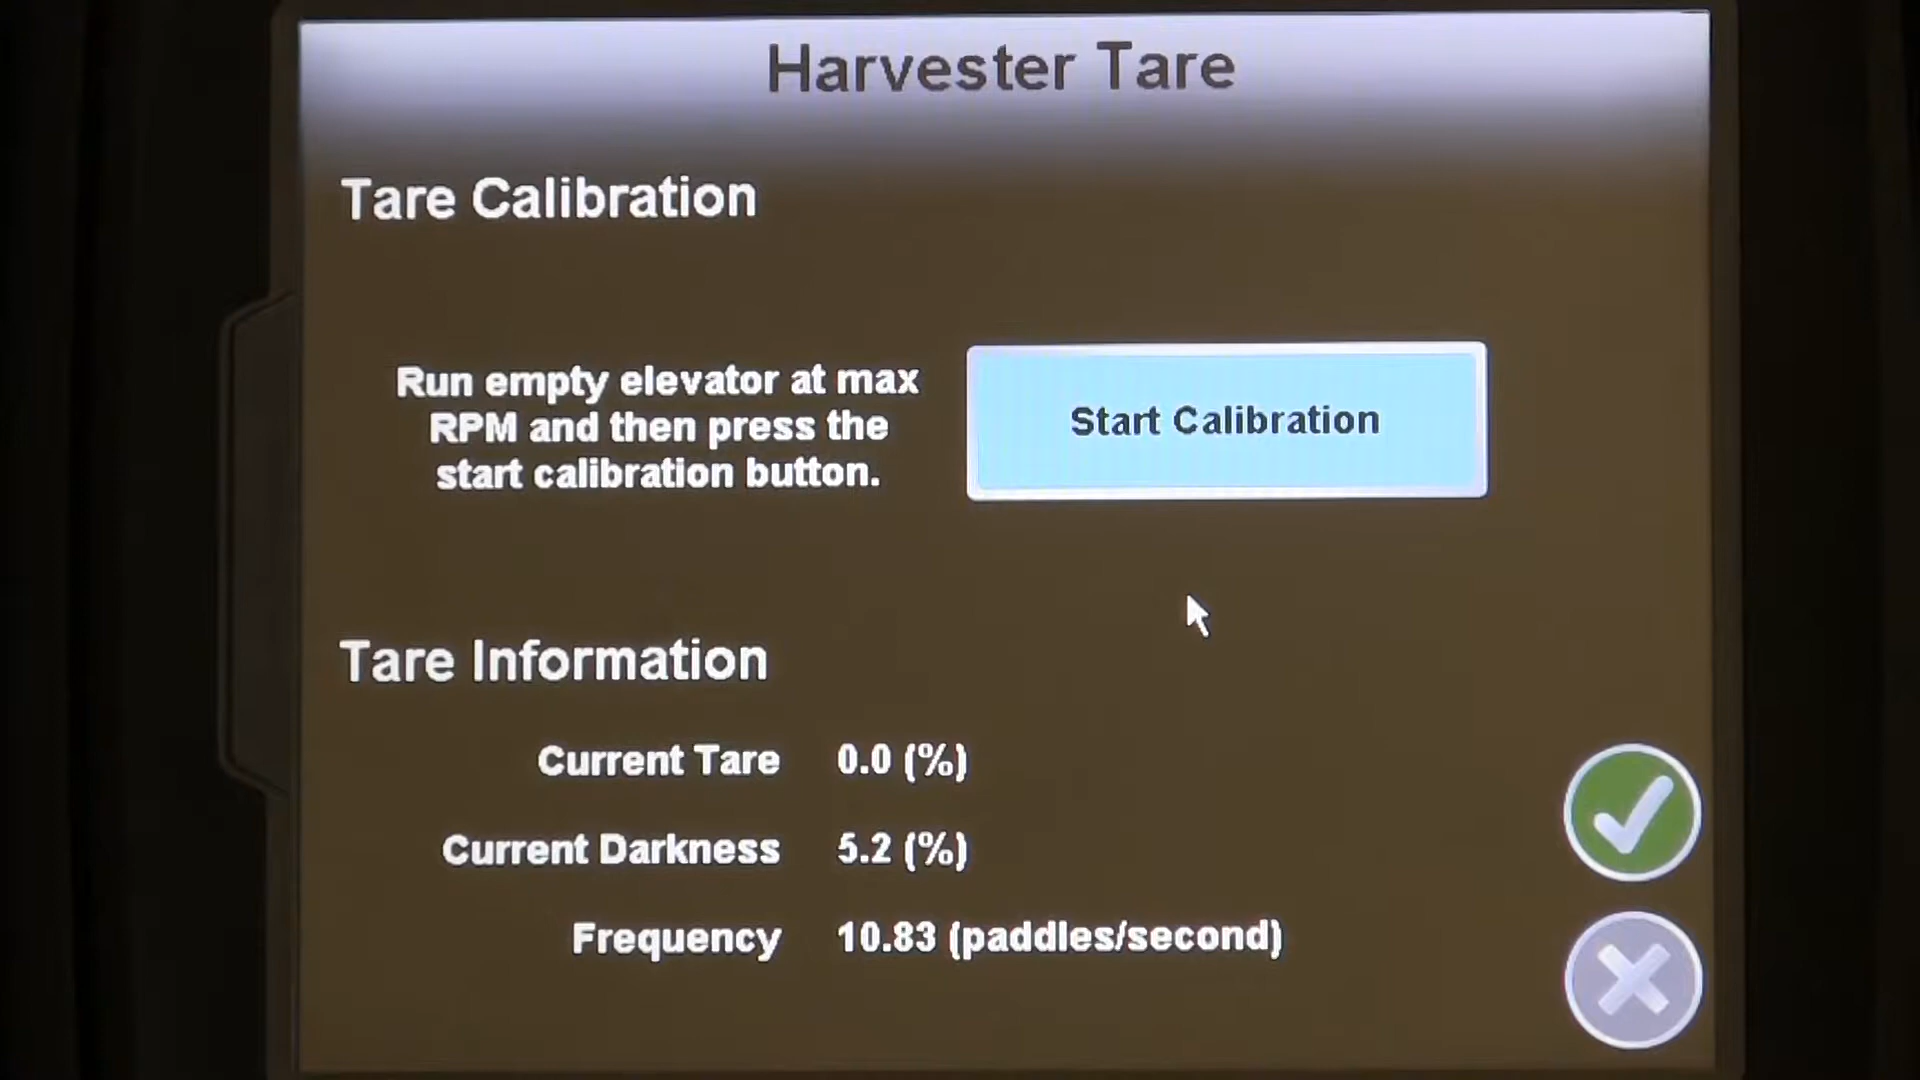 Harvester Tare
Tare Calibration
Run empty elevator at max
RPM and then press the
start calibration button.
Start Calibration
Tare Information
Current Tare 0.0 (%)
Current Darkness 5.2 (%)
Frequency 10.83 (paddles/second)